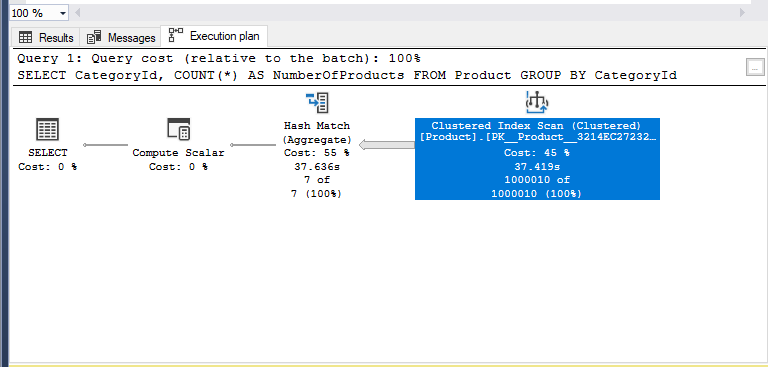 100 %
Results Messages Execution plan
Query 1: Query cost (relative to the batch): 100%
SELECT CategoryId, COUNT(*) AS NumberOfProducts FROM Product GROUP BY CategoryId
...
SELECT
Cost: 0 %
Compute Scalar
Cost: 0 %
Hash Match
(Aggregate)
Cost: 55 %
37.636s
7 of
7 (100%)
Clustered Index Scan (Clustered)
[Product].[PK__Product__3214EC27232…
Cost: 45 %
37.419s
1000010 of
1000010 (100%)